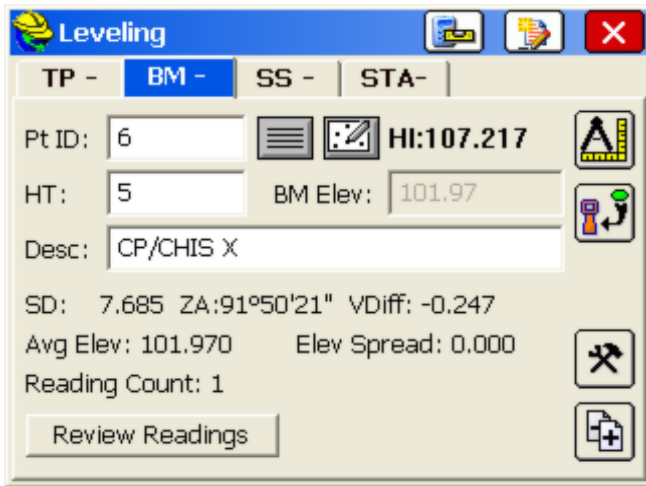 Leveling
TP - BM - SS - STA-
Pt ID: 6 HI:107.217
HT: 5 BM Elev: 101.97
Desc: CP/CHIS X
SD: 7.685 ZA:91°50'21" VDiff: -0.247
Avg Elev: 101.970 Elev Spread: 0.000
Reading Count: 1
Review Readings